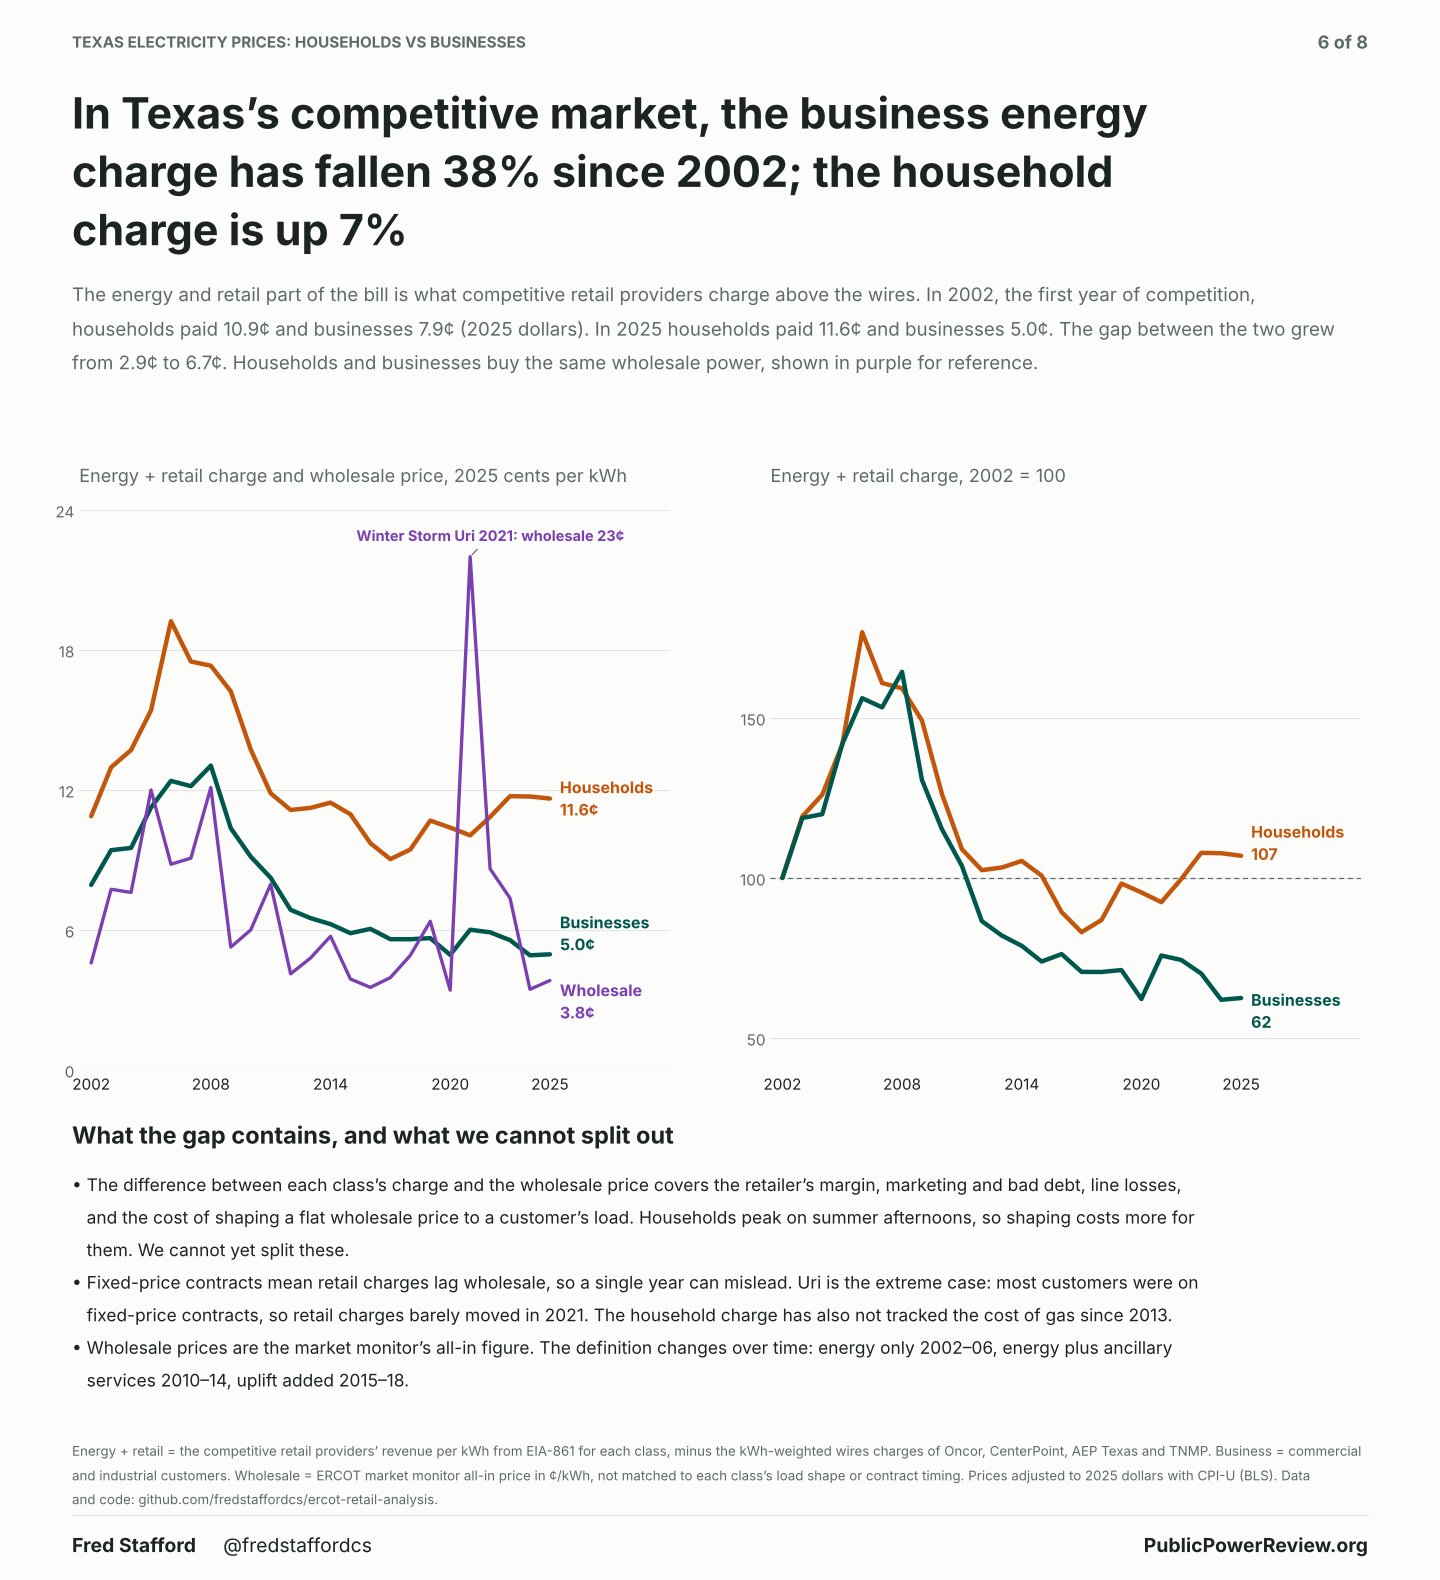 TEXAS ELECTRICITY PRICES: HOUSEHOLDS VS BUSINESSES
6 of 8
In Texas’s competitive market, the business energy
charge has fallen 38% since 2002; the household
charge is up 7%
The energy and retail part of the bill is what competitive retail providers charge above the wires. In 2002, the first year of competition,
households paid 10.9¢ and businesses 7.9¢ (2025 dollars). In 2025 households paid 11.6¢ and businesses 5.0¢. The gap between the two grew
from 2.9¢ to 6.7¢. Households and businesses buy the same wholesale power, shown in purple for reference.
Energy + retail charge and wholesale price, 2025 cents per kWh
24
Winter Storm Uri 2021: wholesale 23¢
18
12
Households
11.6¢
6
Businesses
5.0¢
Wholesale
3.8¢
0
2002
2008
2014
2020
2025
Energy + retail charge, 2002 = 100
150
Households
107
100
Businesses
62
50
2002
2008
2014
2020
2025
What the gap contains, and what we cannot split out
• The difference between each class’s charge and the wholesale price covers the retailer’s margin, marketing and bad debt, line losses,
and the cost of shaping a flat wholesale price to a customer’s load. Households peak on summer afternoons, so shaping costs more for
them. We cannot yet split these.
• Fixed-price contracts mean retail charges lag wholesale, so a single year can mislead. Uri is the extreme case: most customers were on
fixed-price contracts, so retail charges barely moved in 2021. The household charge has also not tracked the cost of gas since 2013.
• Wholesale prices are the market monitor’s all-in figure. The definition changes over time: energy only 2002–06, energy plus ancillary
services 2010–14, uplift added 2015–18.
Energy + retail = the competitive retail providers’ revenue per kWh from EIA-861 for each class, minus the kWh-weighted wires charges of Oncor, CenterPoint, AEP Texas and TNMP. Business = commercial
and industrial customers. Wholesale = ERCOT market monitor all-in price in ¢/kWh, not matched to each class’s load shape or contract timing. Prices adjusted to 2025 dollars with CPI-U (BLS). Data
and code: github.com/fredstaffordcs/ercot-retail-analysis.
Fred Stafford @fredstaffordcs
PublicPowerReview.org